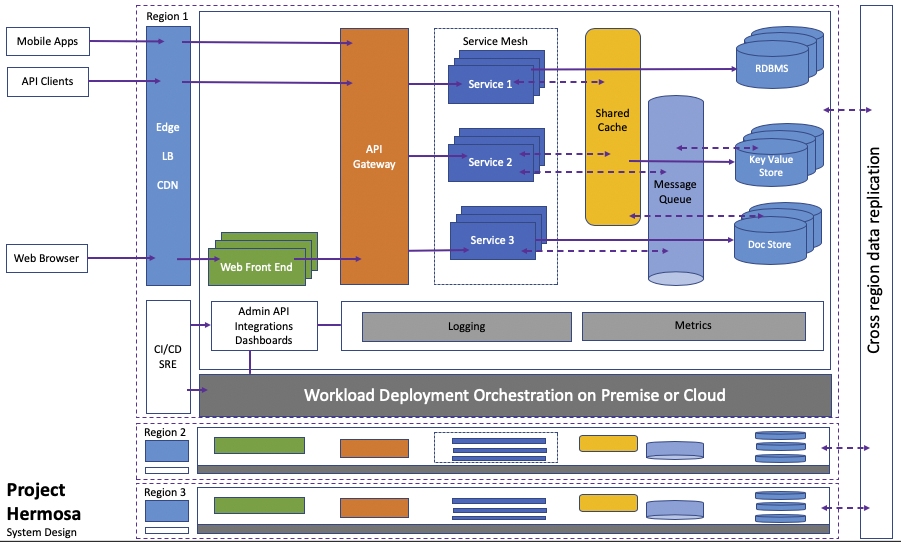 Region 1
Mobile Apps
API Clients
Web Browser
Edge
LB
CDN
Web Front End
API
Gateway
Service Mesh
Service 1
Service 2
Service 3
Shared
Cache
Message
Queue
RDBMS
Key Value
Store
Doc Store
Cross region data replication
CI/CD
SRE
Admin API
Integrations
Dashboards
Logging
Metrics
Workload Deployment Orchestration on Premise or Cloud
Region 2
Region 3
Project
Hermosa
System Design